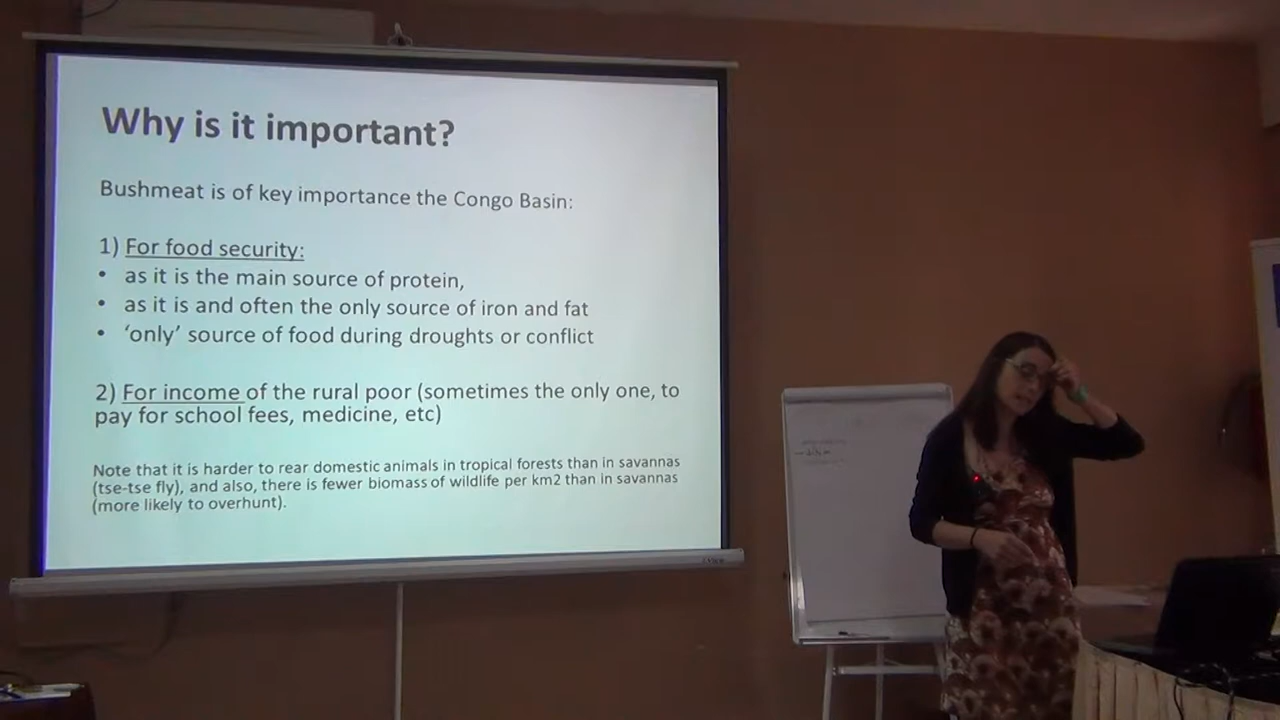 Why is it important?
Bushmeat is of key importance the Congo Basin:
1) For food security:
• as it is the main source of protein,
• as it is and often the only source of iron and fat
• ‘only’ source of food during droughts or conflict
2) For income of the rural poor (sometimes the only one, to
pay for school fees, medicine, etc)
Note that it is harder to rear domestic animals in tropical forests than in savannas
(tse-tse fly), and also, there is fewer biomass of wildlife per km2 than in savannas
(more likely to overhunt).